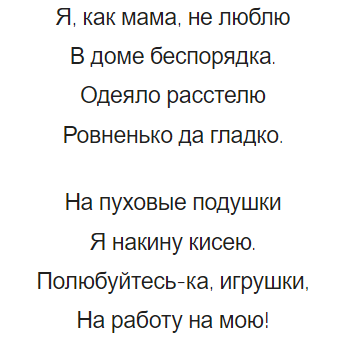 Я, как мама, не люблю
В доме беспорядка.
Одеяло расстелю
Ровненько да гладко.
На пуховые подушки
Я накину кисею.
Полюбуйтесь-ка, игрушки,
На работу на мою!